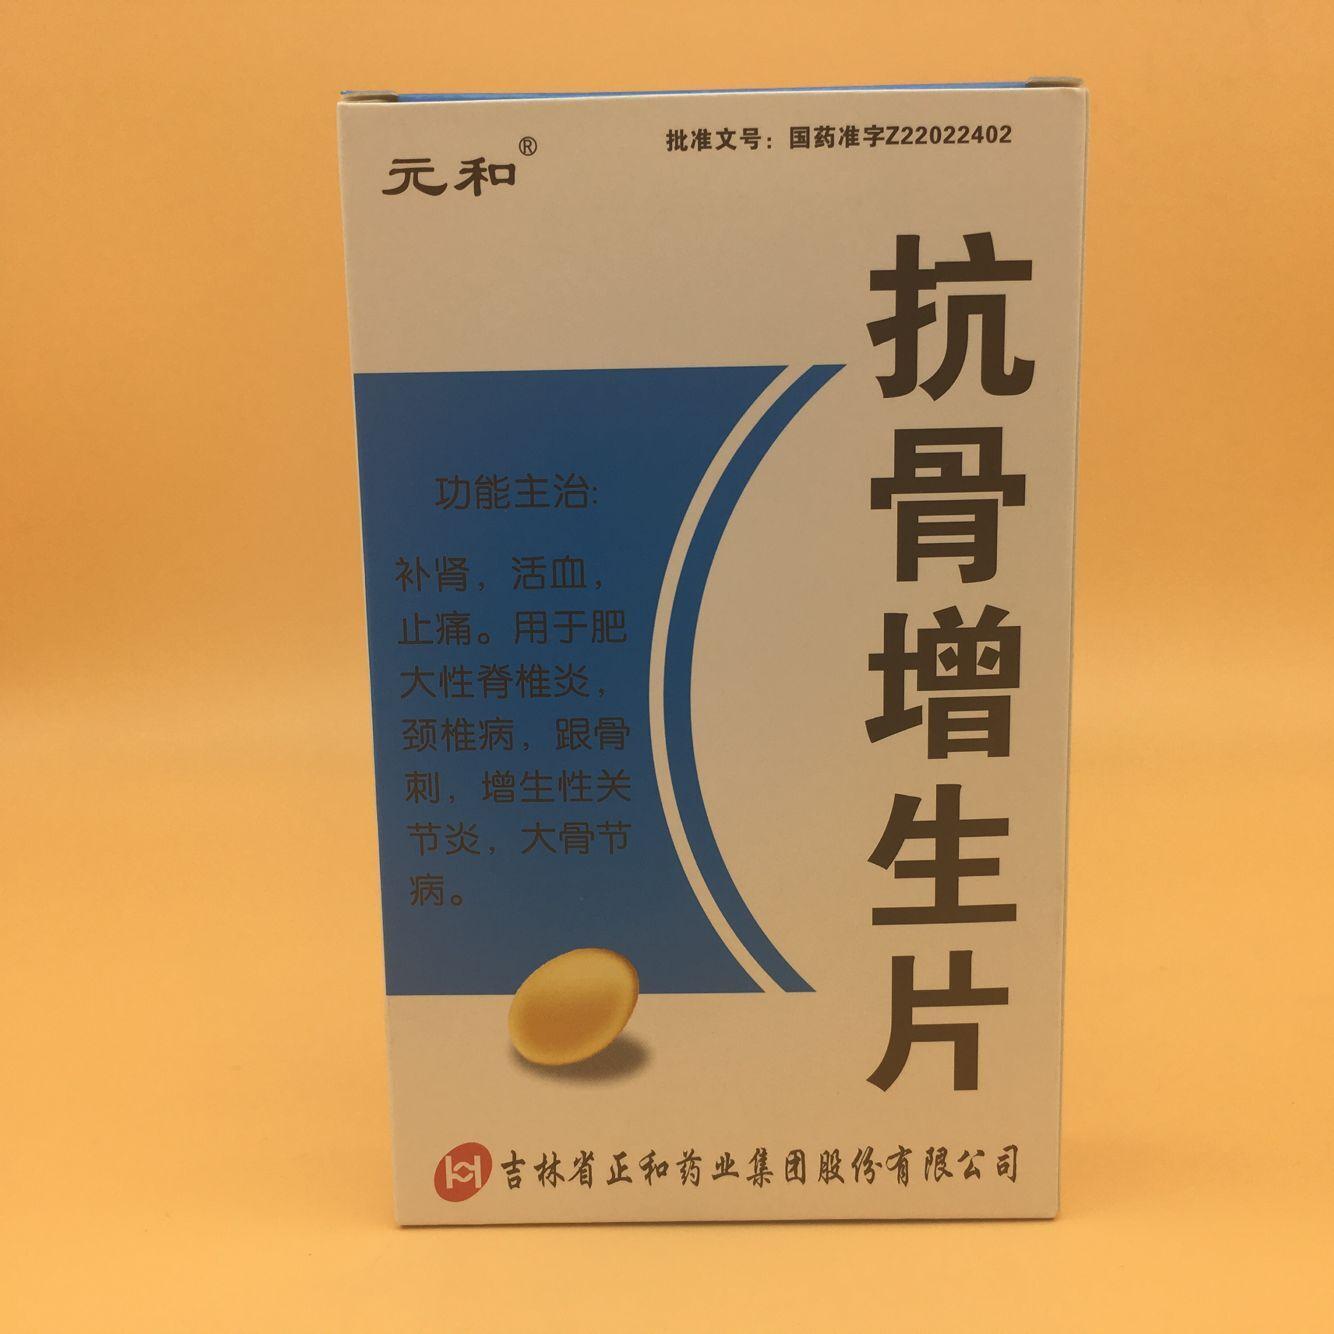 元和®
批准文号：国药准字Z22022402
抗骨增生片
功能主治:
补肾，活血，
止痛。用于肥
大性脊椎炎，
颈椎病，跟骨
刺，增生性关
节炎，大骨节
病。
吉林省正和药业集团股份有限公司